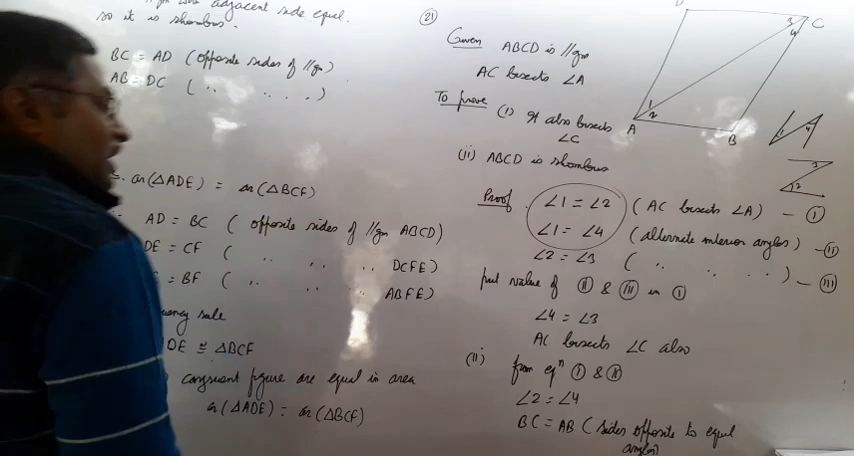 adjacent side equal.
so it is rhombus.
BC = AD (opposite sides of //gm)
AB = DC ( ,, . . . )
ar(△ADE) = ar(△BCF)
AD = BC ( opposite sides of //gm ABCD)
DE = CF ( ,, ,, ,, DCFE)
= BF ( ,, ,, ,, ABFE)
rule
DE ≅ △BCF
congruent figure are equal in area
ar(△ADE) = ar(△BCF)
(21)
Given ABCD is //gm
AC bisects ∠A
To prove (i) It also bisects
∠C
(ii) ABCD is rhombus
Proof ∠1 = ∠2 ( AC bisects ∠A) – (I)
∠1 = ∠4 (alternate interior angles) – (II)
∠2 = ∠3 ( ,, ,, ,, ) – (III)
put value of (II) & (III) in (I)
∠4 = ∠3
AC bisects ∠C also
(ii) from eqⁿ (I) & (II)
∠2 = ∠4
BC = AB ( sides opposite to equal
angles)
D
C
3
4
1
2
A
B
1
4
3
2